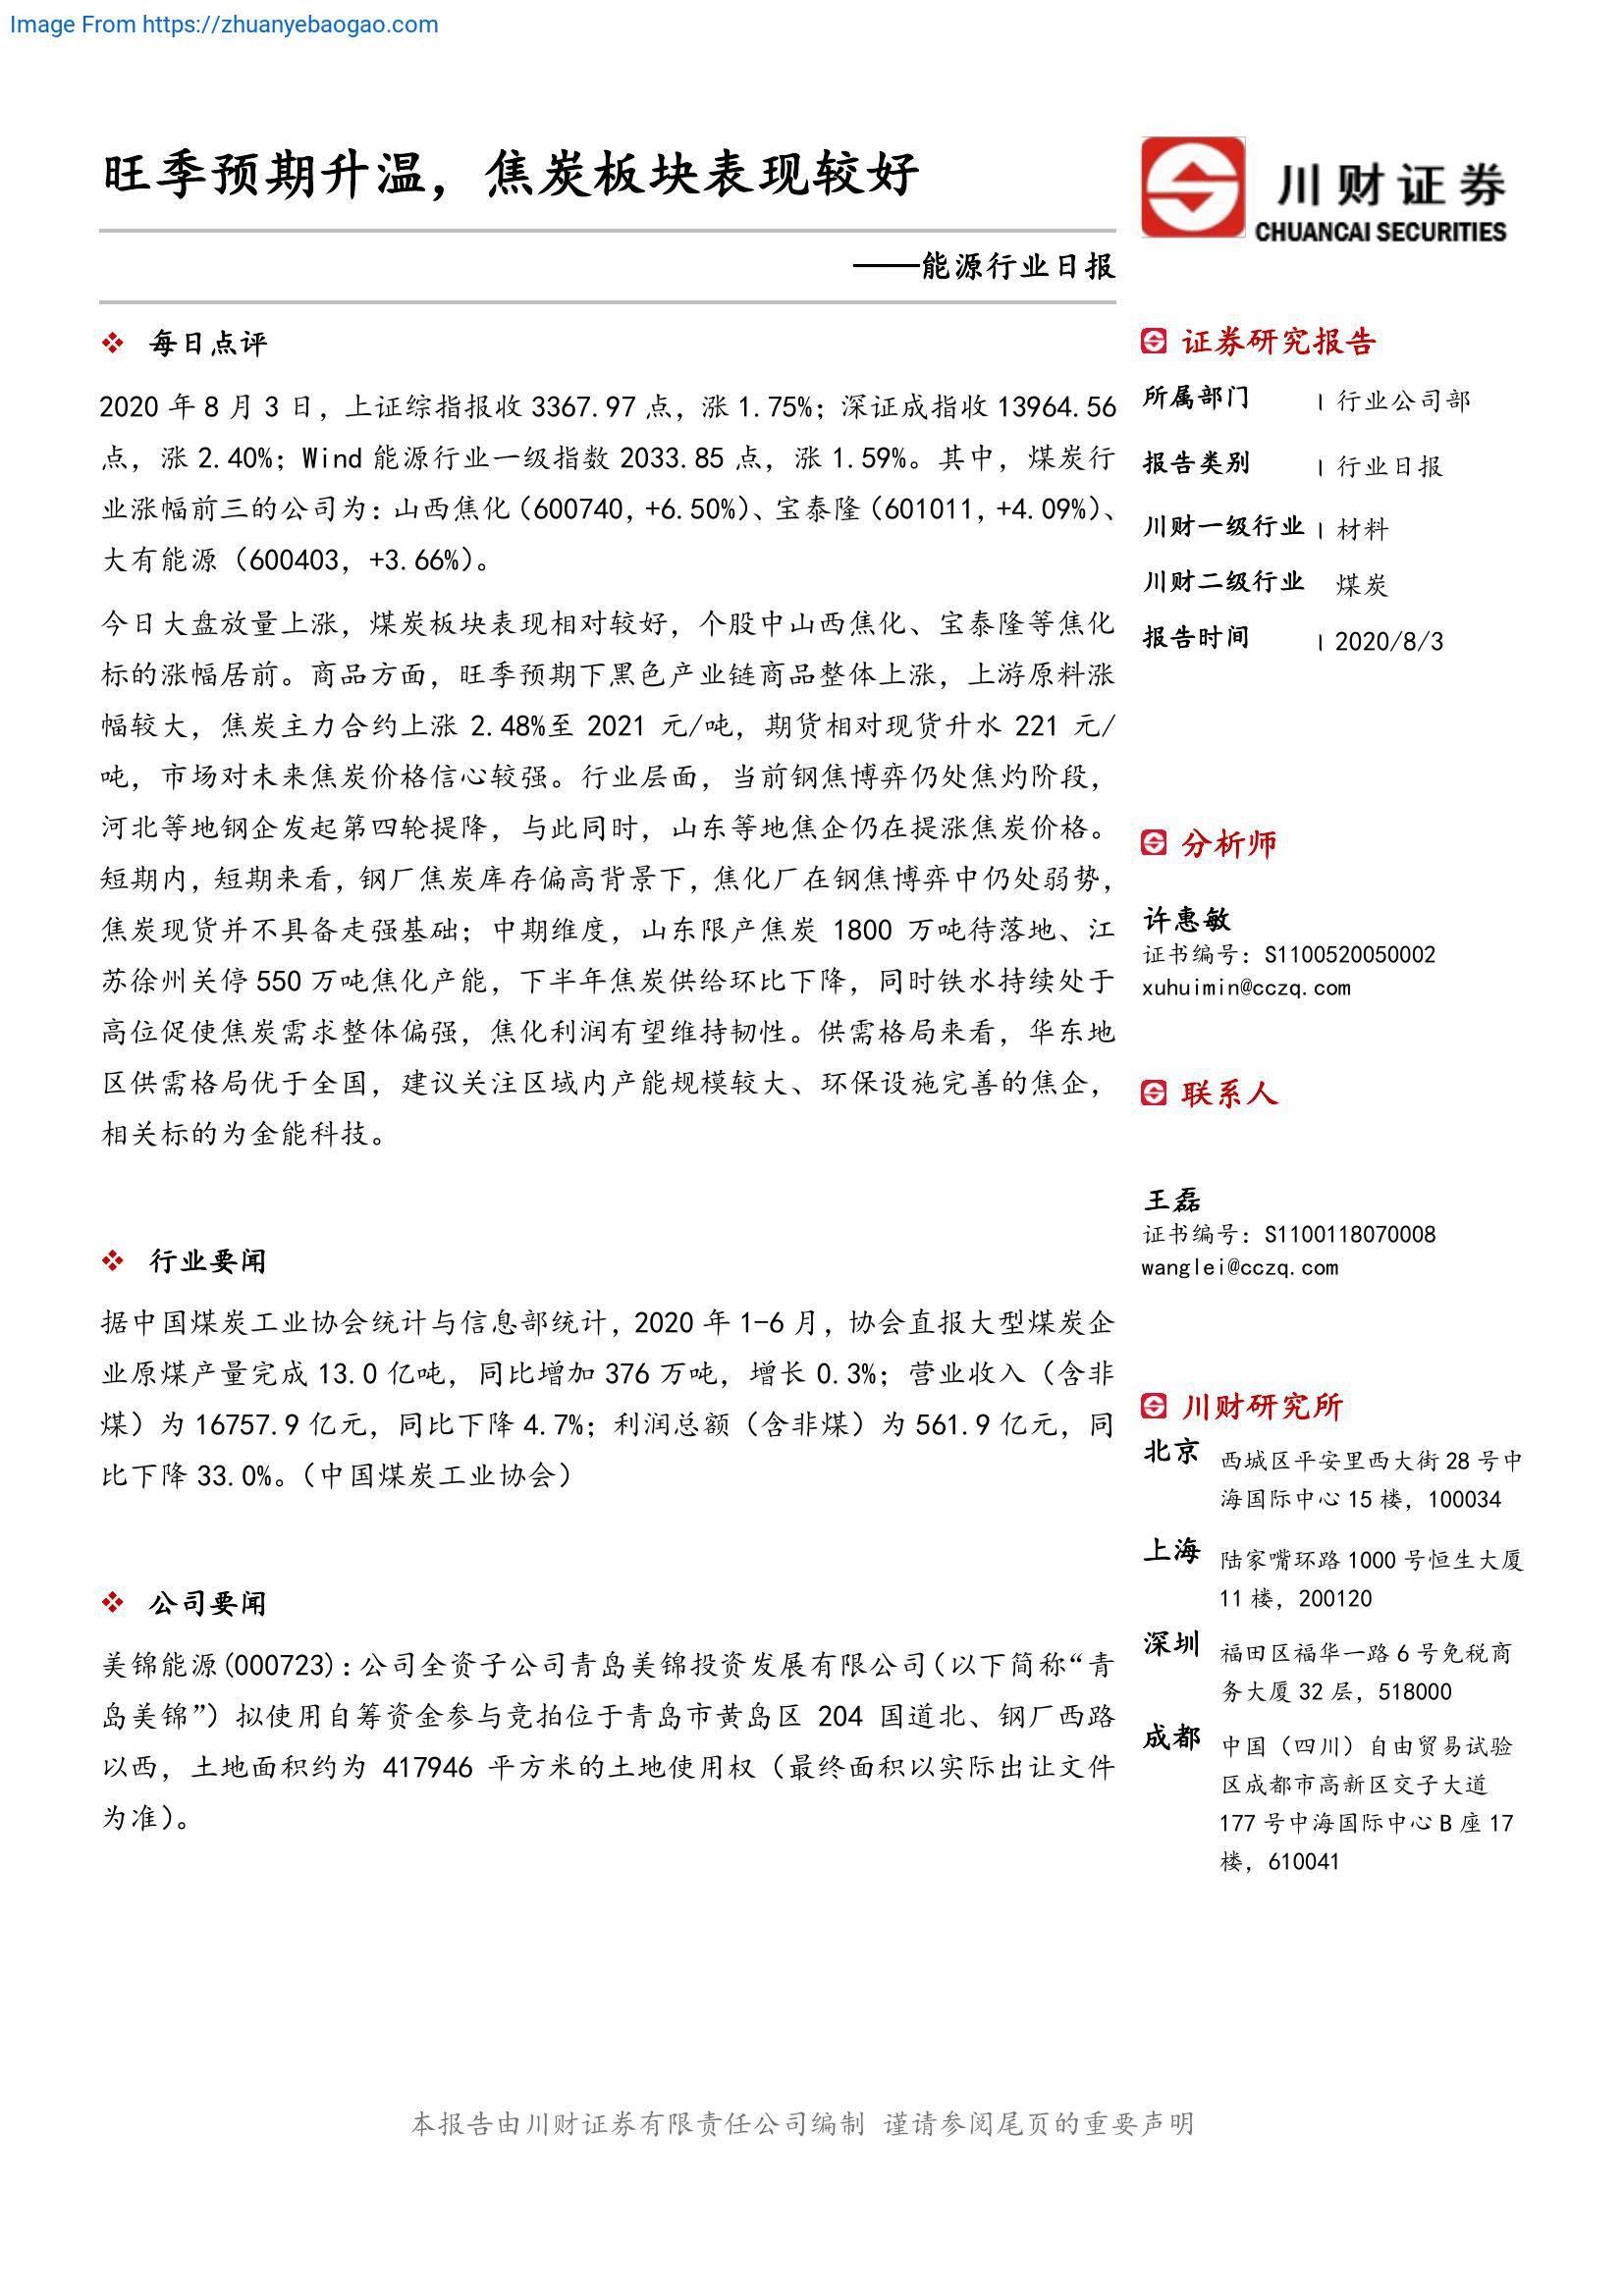 Image From https://zhuanyebaogao.com
旺季预期升温，焦炭板块表现较好
川财证券
CHUANCAI SECURITIES
——能源行业日报
每日点评
2020 年 8 月 3 日，上证综指报收 3367.97 点，涨 1.75%；深证成指收 13964.56
点，涨 2.40%；Wind 能源行业一级指数 2033.85 点，涨 1.59%。其中，煤炭行
业涨幅前三的公司为：山西焦化（600740，+6.50%）、宝泰隆（601011，+4.09%）、
大有能源（600403，+3.66%）。
今日大盘放量上涨，煤炭板块表现相对较好，个股中山西焦化、宝泰隆等焦化
标的涨幅居前。商品方面，旺季预期下黑色产业链商品整体上涨，上游原料涨
幅较大，焦炭主力合约上涨 2.48%至 2021 元/吨，期货相对现货升水 221 元/
吨，市场对未来焦炭价格信心较强。行业层面，当前钢焦博弈仍处焦灼阶段，
河北等地钢企发起第四轮提降，与此同时，山东等地焦企仍在提涨焦炭价格。
短期内，短期来看，钢厂焦炭库存偏高背景下，焦化厂在钢焦博弈中仍处弱势，
焦炭现货并不具备走强基础；中期维度，山东限产焦炭 1800 万吨待落地、江
苏徐州关停 550 万吨焦化产能，下半年焦炭供给环比下降，同时铁水持续处于
高位促使焦炭需求整体偏强，焦化利润有望维持韧性。供需格局来看，华东地
区供需格局优于全国，建议关注区域内产能规模较大、环保设施完善的焦企，
相关标的为金能科技。
行业要闻
据中国煤炭工业协会统计与信息部统计，2020 年 1-6 月，协会直报大型煤炭企
业原煤产量完成 13.0 亿吨，同比增加 376 万吨，增长 0.3%；营业收入（含非
煤）为 16757.9 亿元，同比下降 4.7%；利润总额（含非煤）为 561.9 亿元，同
比下降 33.0%。（中国煤炭工业协会）
公司要闻
美锦能源(000723)：公司全资子公司青岛美锦投资发展有限公司（以下简称“青
岛美锦”）拟使用自筹资金参与竞拍位于青岛市黄岛区 204 国道北、钢厂西路
以西，土地面积约为 417946 平方米的土地使用权（最终面积以实际出让文件
为准）。
证券研究报告
所属部门 | 行业公司部
报告类别 | 行业日报
川财一级行业 | 材料
川财二级行业 煤炭
报告时间 | 2020/8/3
分析师
许惠敏
证书编号：S1100520050002
xuhuimin@cczq.com
联系人
王磊
证书编号：S1100118070008
wanglei@cczq.com
川财研究所
北京 西城区平安里西大街 28 号中
海国际中心 15 楼，100034
上海 陆家嘴环路 1000 号恒生大厦
11 楼，200120
深圳 福田区福华一路 6 号免税商
务大厦 32 层，518000
成都 中国（四川）自由贸易试验
区成都市高新区交子大道
177 号中海国际中心 B 座 17
楼，610041
本报告由川财证券有限责任公司编制 谨请参阅尾页的重要声明